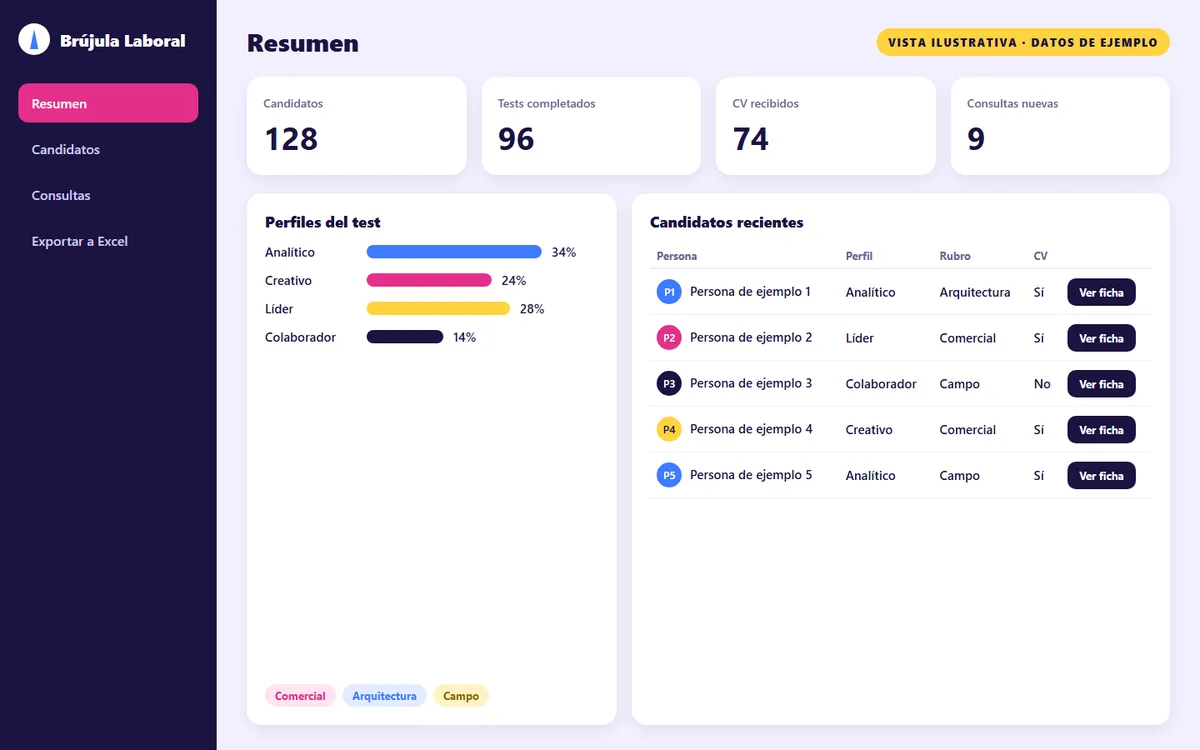 Brújula Laboral
Resumen
Candidatos
Consultas
Exportar a Excel
Resumen
VISTA ILUSTRATIVA · DATOS DE EJEMPLO
Candidatos
128
Tests completados
96
CV recibidos
74
Consultas nuevas
9
Perfiles del test
Analítico 34%
Creativo 24%
Líder 28%
Colaborador 14%
Comercial Arquitectura Campo
Candidatos recientes
Persona Perfil Rubro CV
P1 Persona de ejemplo 1 Analítico Arquitectura Sí Ver ficha
P2 Persona de ejemplo 2 Líder Comercial Sí Ver ficha
P3 Persona de ejemplo 3 Colaborador Campo No Ver ficha
P4 Persona de ejemplo 4 Creativo Comercial Sí Ver ficha
P5 Persona de ejemplo 5 Analítico Campo Sí Ver ficha